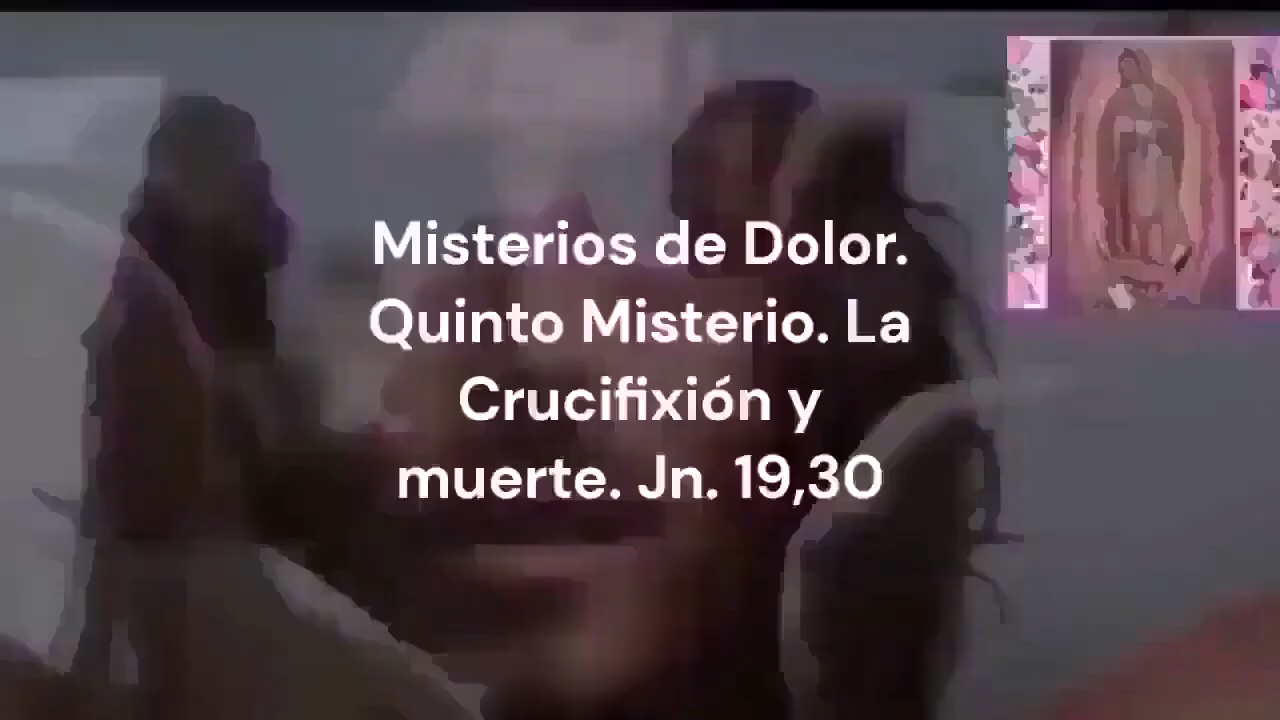 Misterios de Dolor.
Quinto Misterio. La
Crucifixión y
muerte. Jn. 19,30